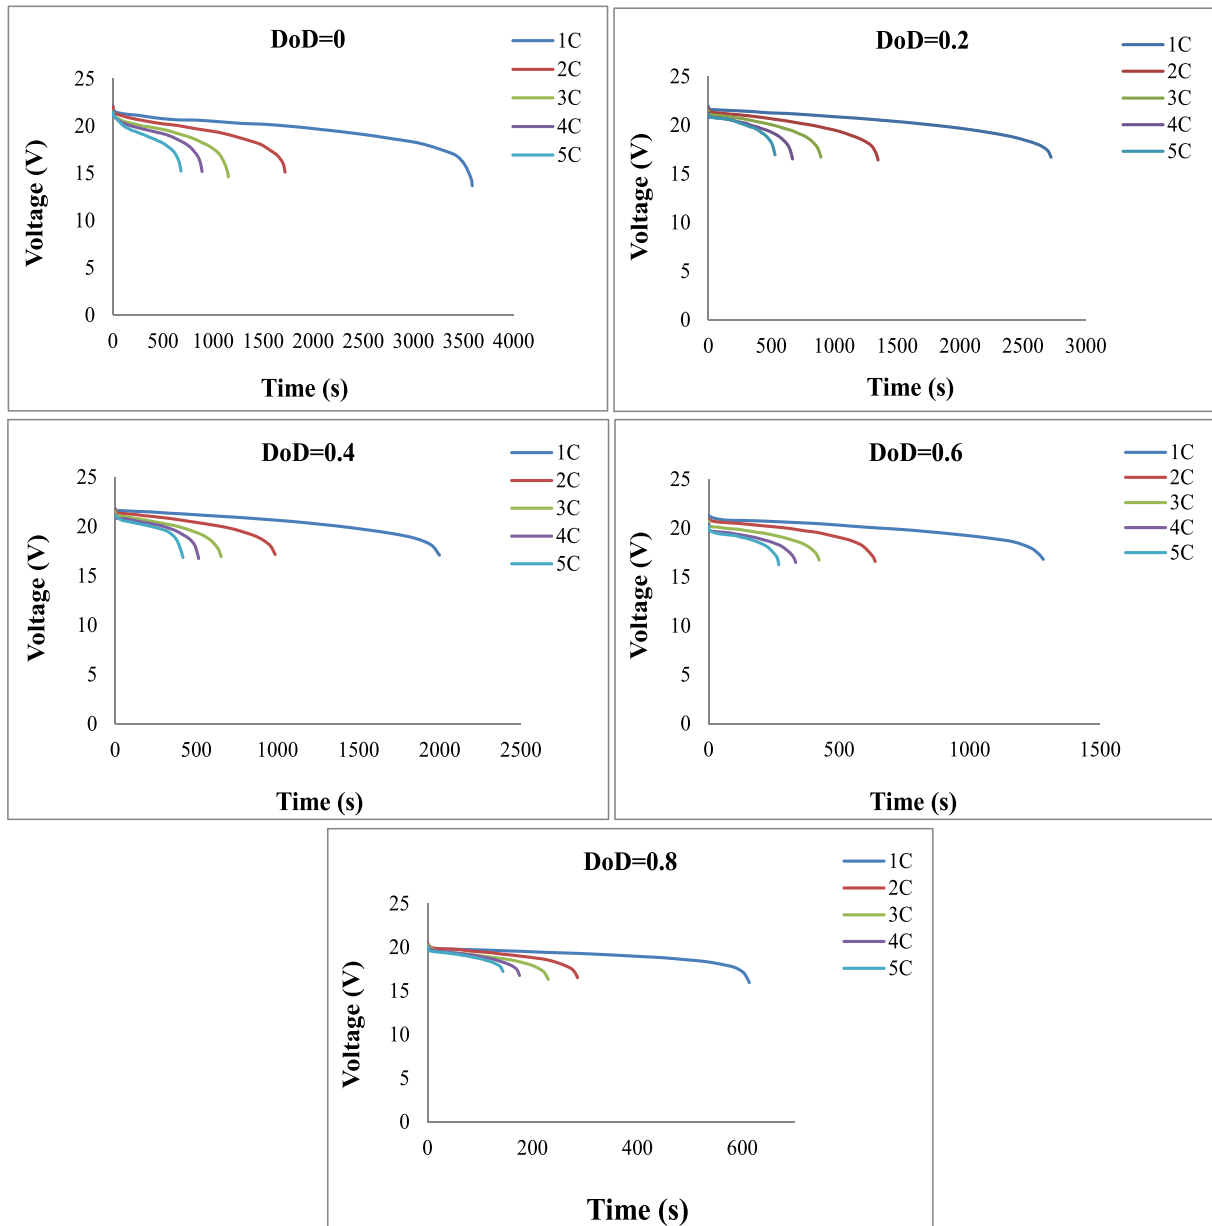 DoD=0
1C
2C
3C
4C
5C
25
20
15
10
5
0
Voltage (V)
0 500 1000 1500 2000 2500 3000 3500 4000
Time (s)
DoD=0.2
1C
2C
3C
4C
5C
25
20
15
10
5
0
Voltage (V)
0 500 1000 1500 2000 2500 3000
Time (s)
DoD=0.4
1C
2C
3C
4C
5C
25
20
15
10
5
0
Voltage (V)
0 500 1000 1500 2000 2500
Time (s)
DoD=0.6
1C
2C
3C
4C
5C
25
20
15
10
5
0
Voltage (V)
0 500 1000 1500
Time (s)
DoD=0.8
1C
2C
3C
4C
5C
25
20
15
10
5
0
Voltage (V)
0 200 400 600
Time (s)